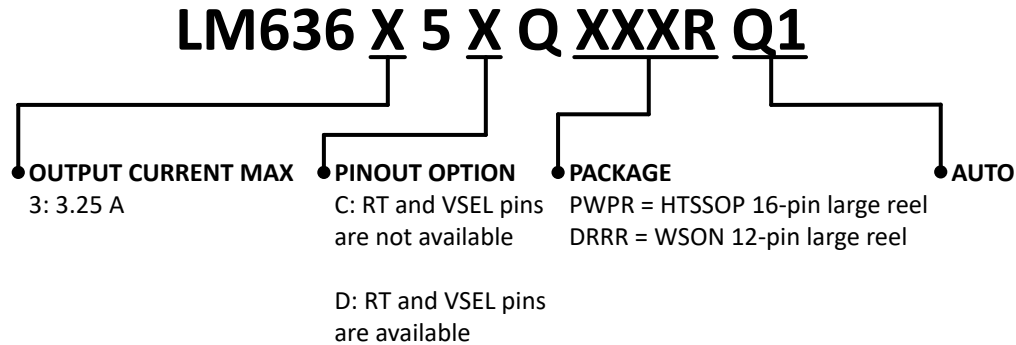 LM636 X 5 X Q XXXR Q1
OUTPUT CURRENT MAX
3: 3.25 A
PINOUT OPTION
C: RT and VSEL pins
are not available
D: RT and VSEL pins
are available
PACKAGE
PWPR = HTSSOP 16-pin large reel
DRRR = WSON 12-pin large reel
AUTO